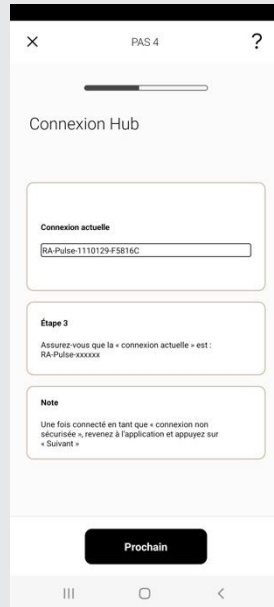 PAS 4
?
Connexion Hub
Connexion actuelle
RA-Pulse-1110129-F5816C
Étape 3
Assurez-vous que la « connexion actuelle » est :
RA-Pulse-xxxxxx
Note
Une fois connecté en tant que « connexion non
sécurisée », revenez à l'application et appuyez sur
« Suivant »
Prochain